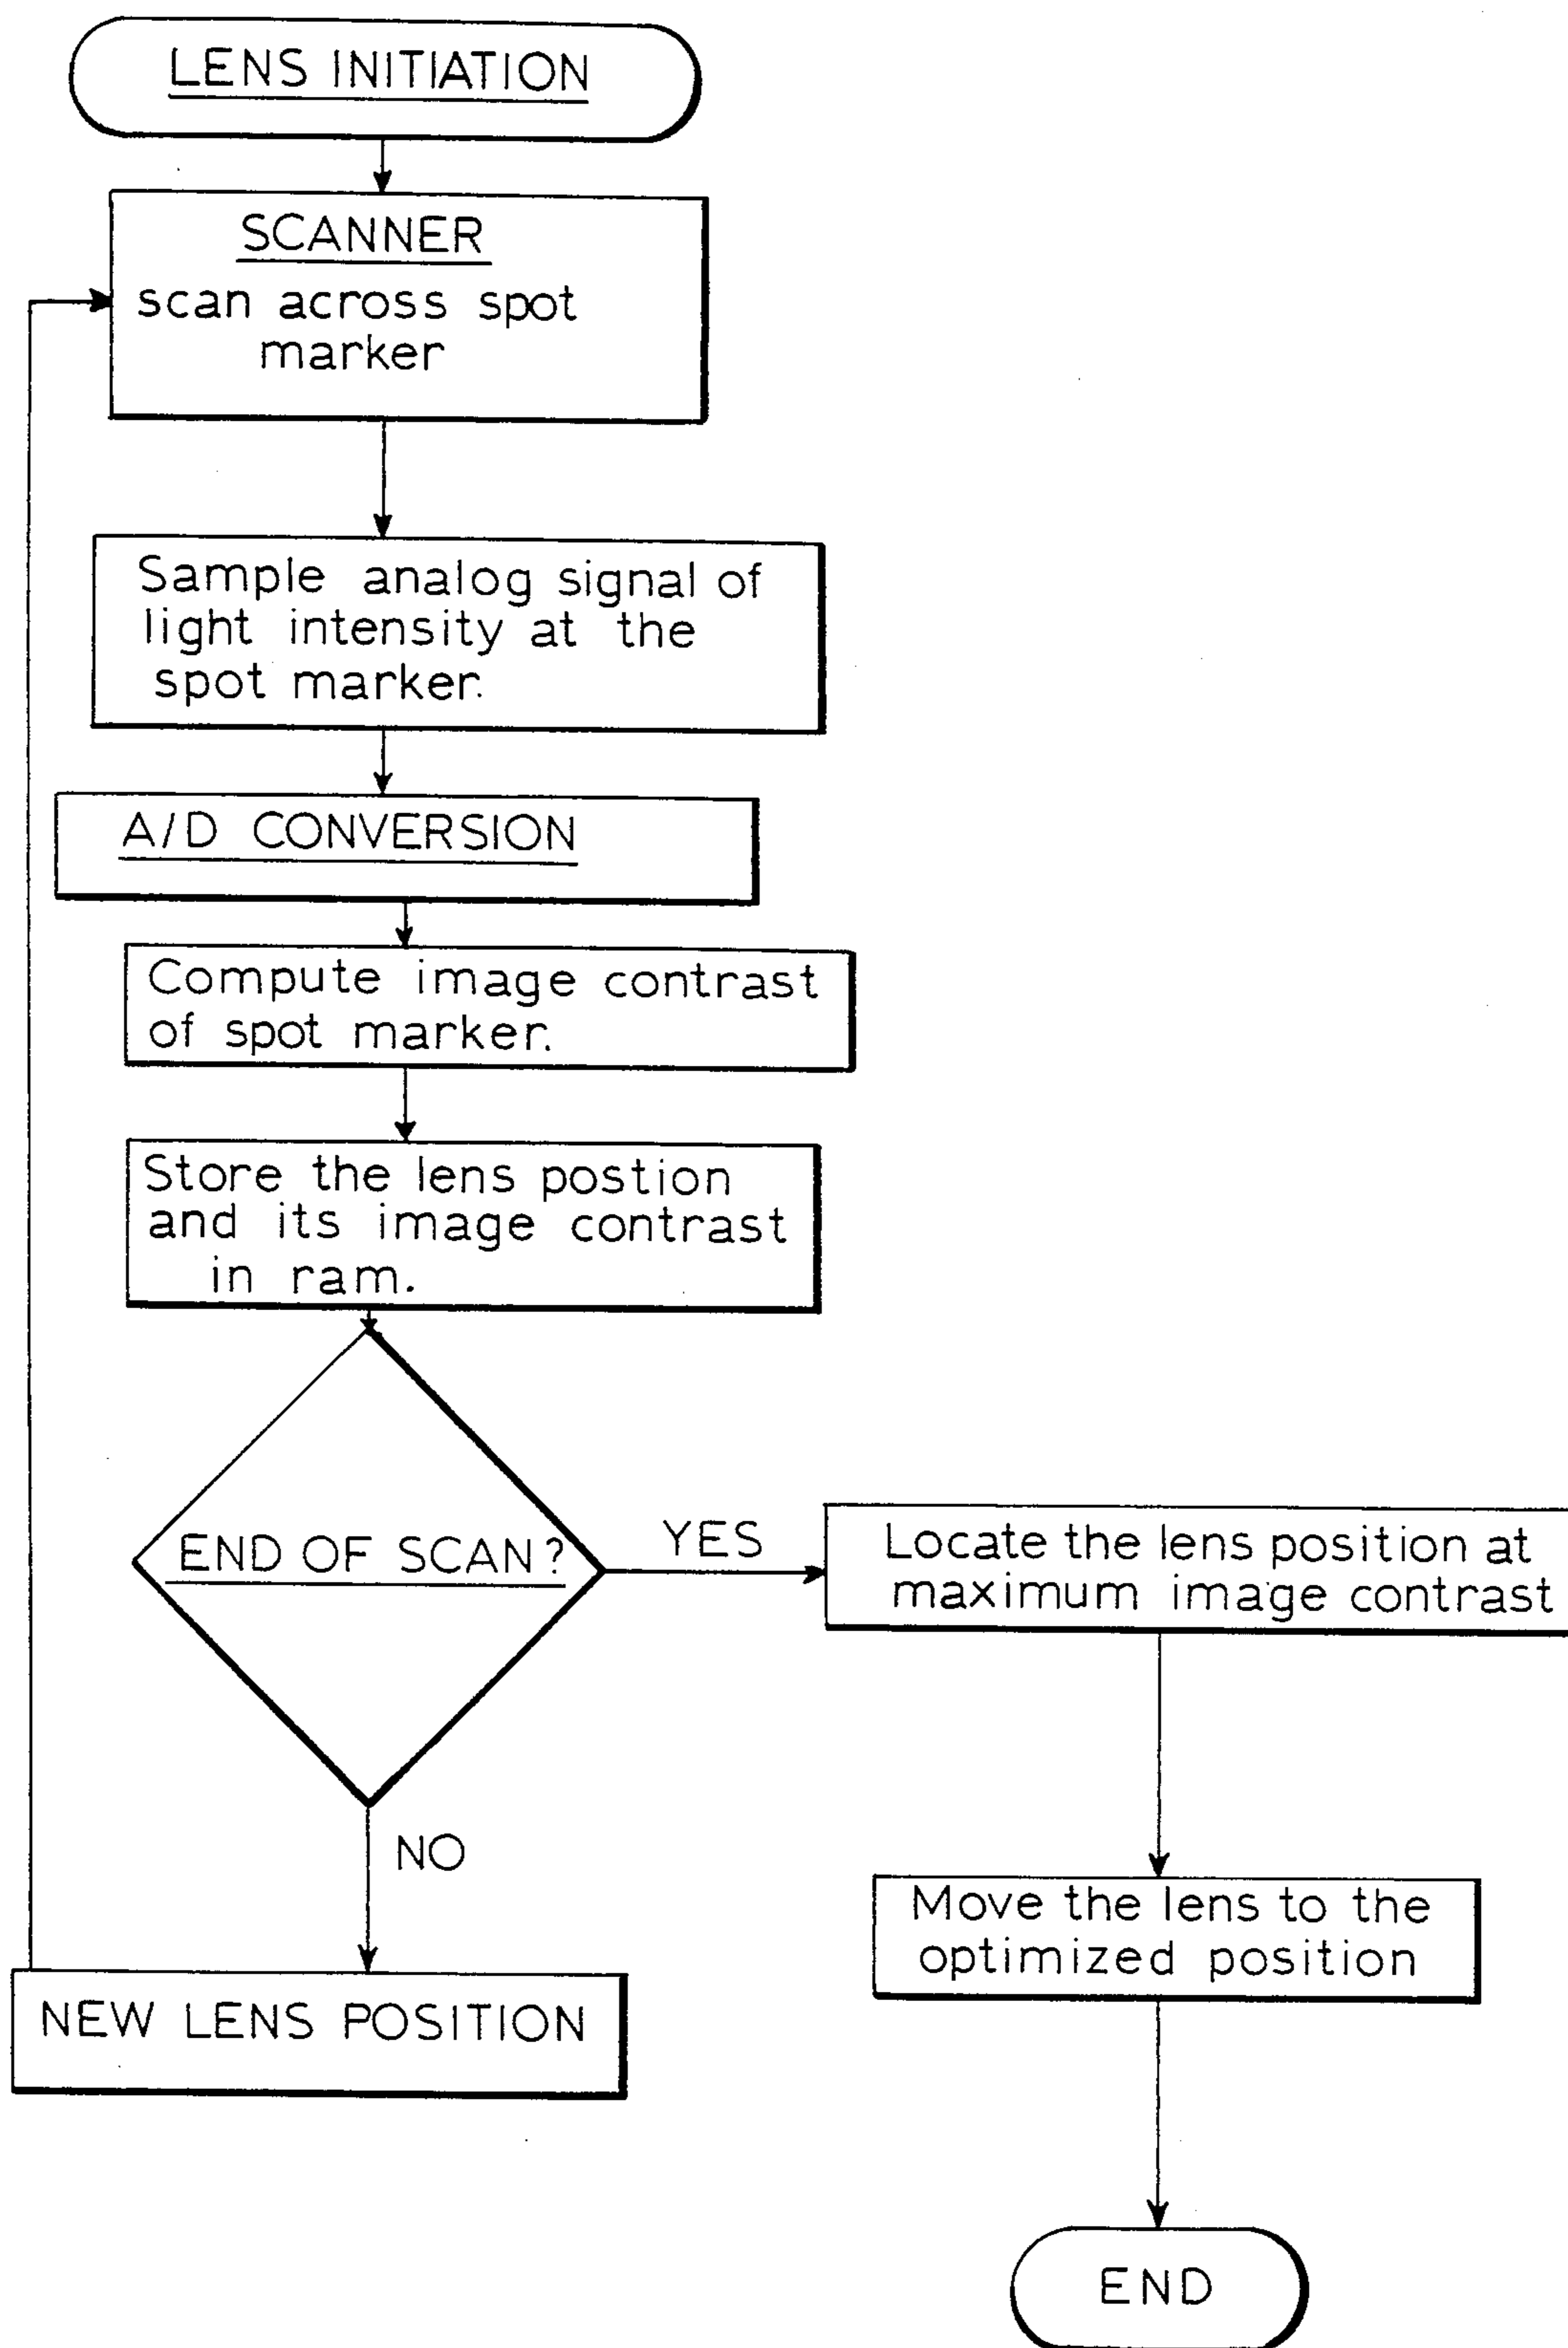 LENS INITIATION
SCANNER
scan across spot
marker
Sample analog signal of
light intensity at the
spot marker.
A/D CONVERSION
Compute image contrast
of spot marker.
Store the lens postion
and its image contrast
in ram.
END OF SCAN?
YES
Locate the lens position at
maximum image contrast
NO
Move the lens to the
optimized position
NEW LENS POSITION
END